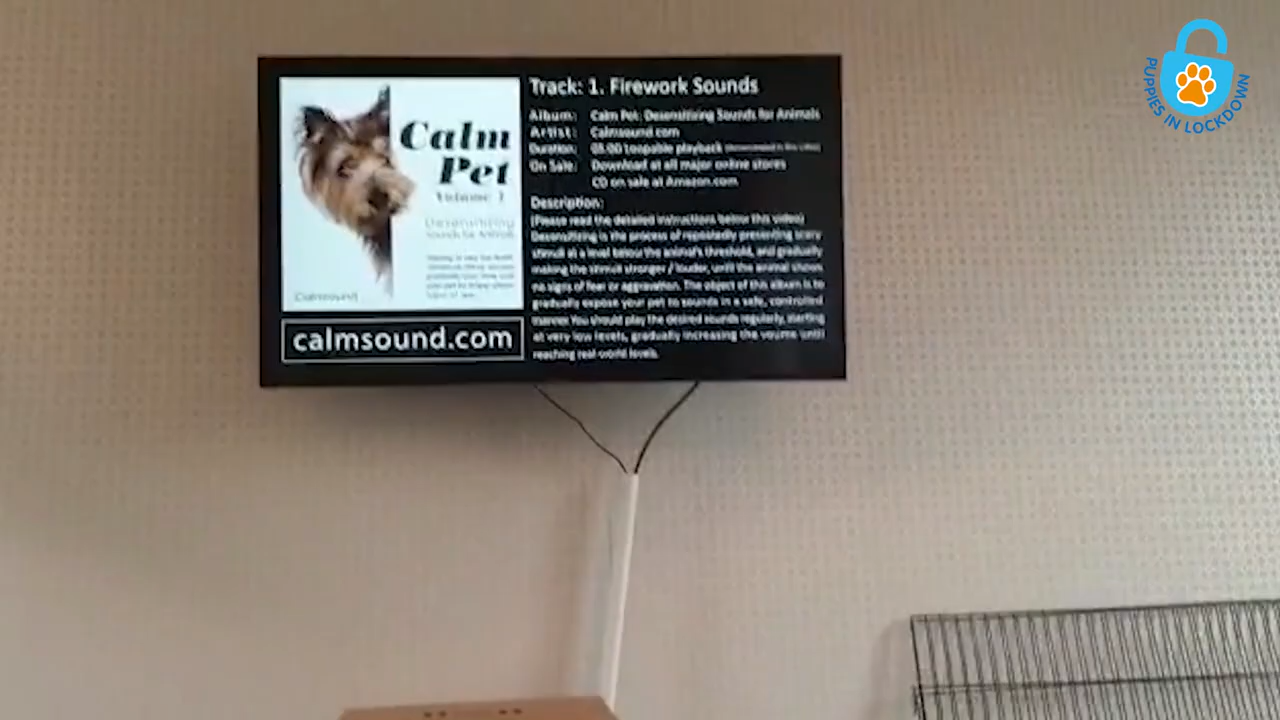 Track: 1. Firework Sounds
Album: Calm Pet: Desensitizing Sounds for Animals
Artist: Calmsound.com
Duration: 05:00 loopable playback
On Sale: Download at all major online stores
CD on sale at Amazon.com
Description:
(Please read the detailed instructions below this video)
Desensitizing is the process of repeatedly presenting scary
stimuli at a level below the animal's threshold, and gradually
making the stimuli stronger / louder, until the animal shows
no signs of fear or aggravation. The object of this album is to
gradually expose your pet to sounds in a safe, controlled
manner. You should play the desired sounds regularly, starting
at very low levels, gradually increasing the volume until
reaching real-world levels.
Calm
Pet
Volume 1
Desensitizing
Sounds for Animals
Calmsound
calmsound.com
PUPPIES IN LOCKDOWN